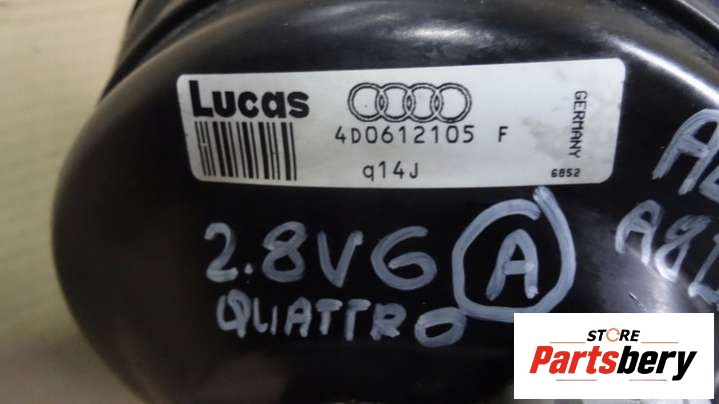 Lucas
4D0612105 F
q14J
GERMANY
6852
2.8V6 A
QUATTRO
STORE
Partsbery